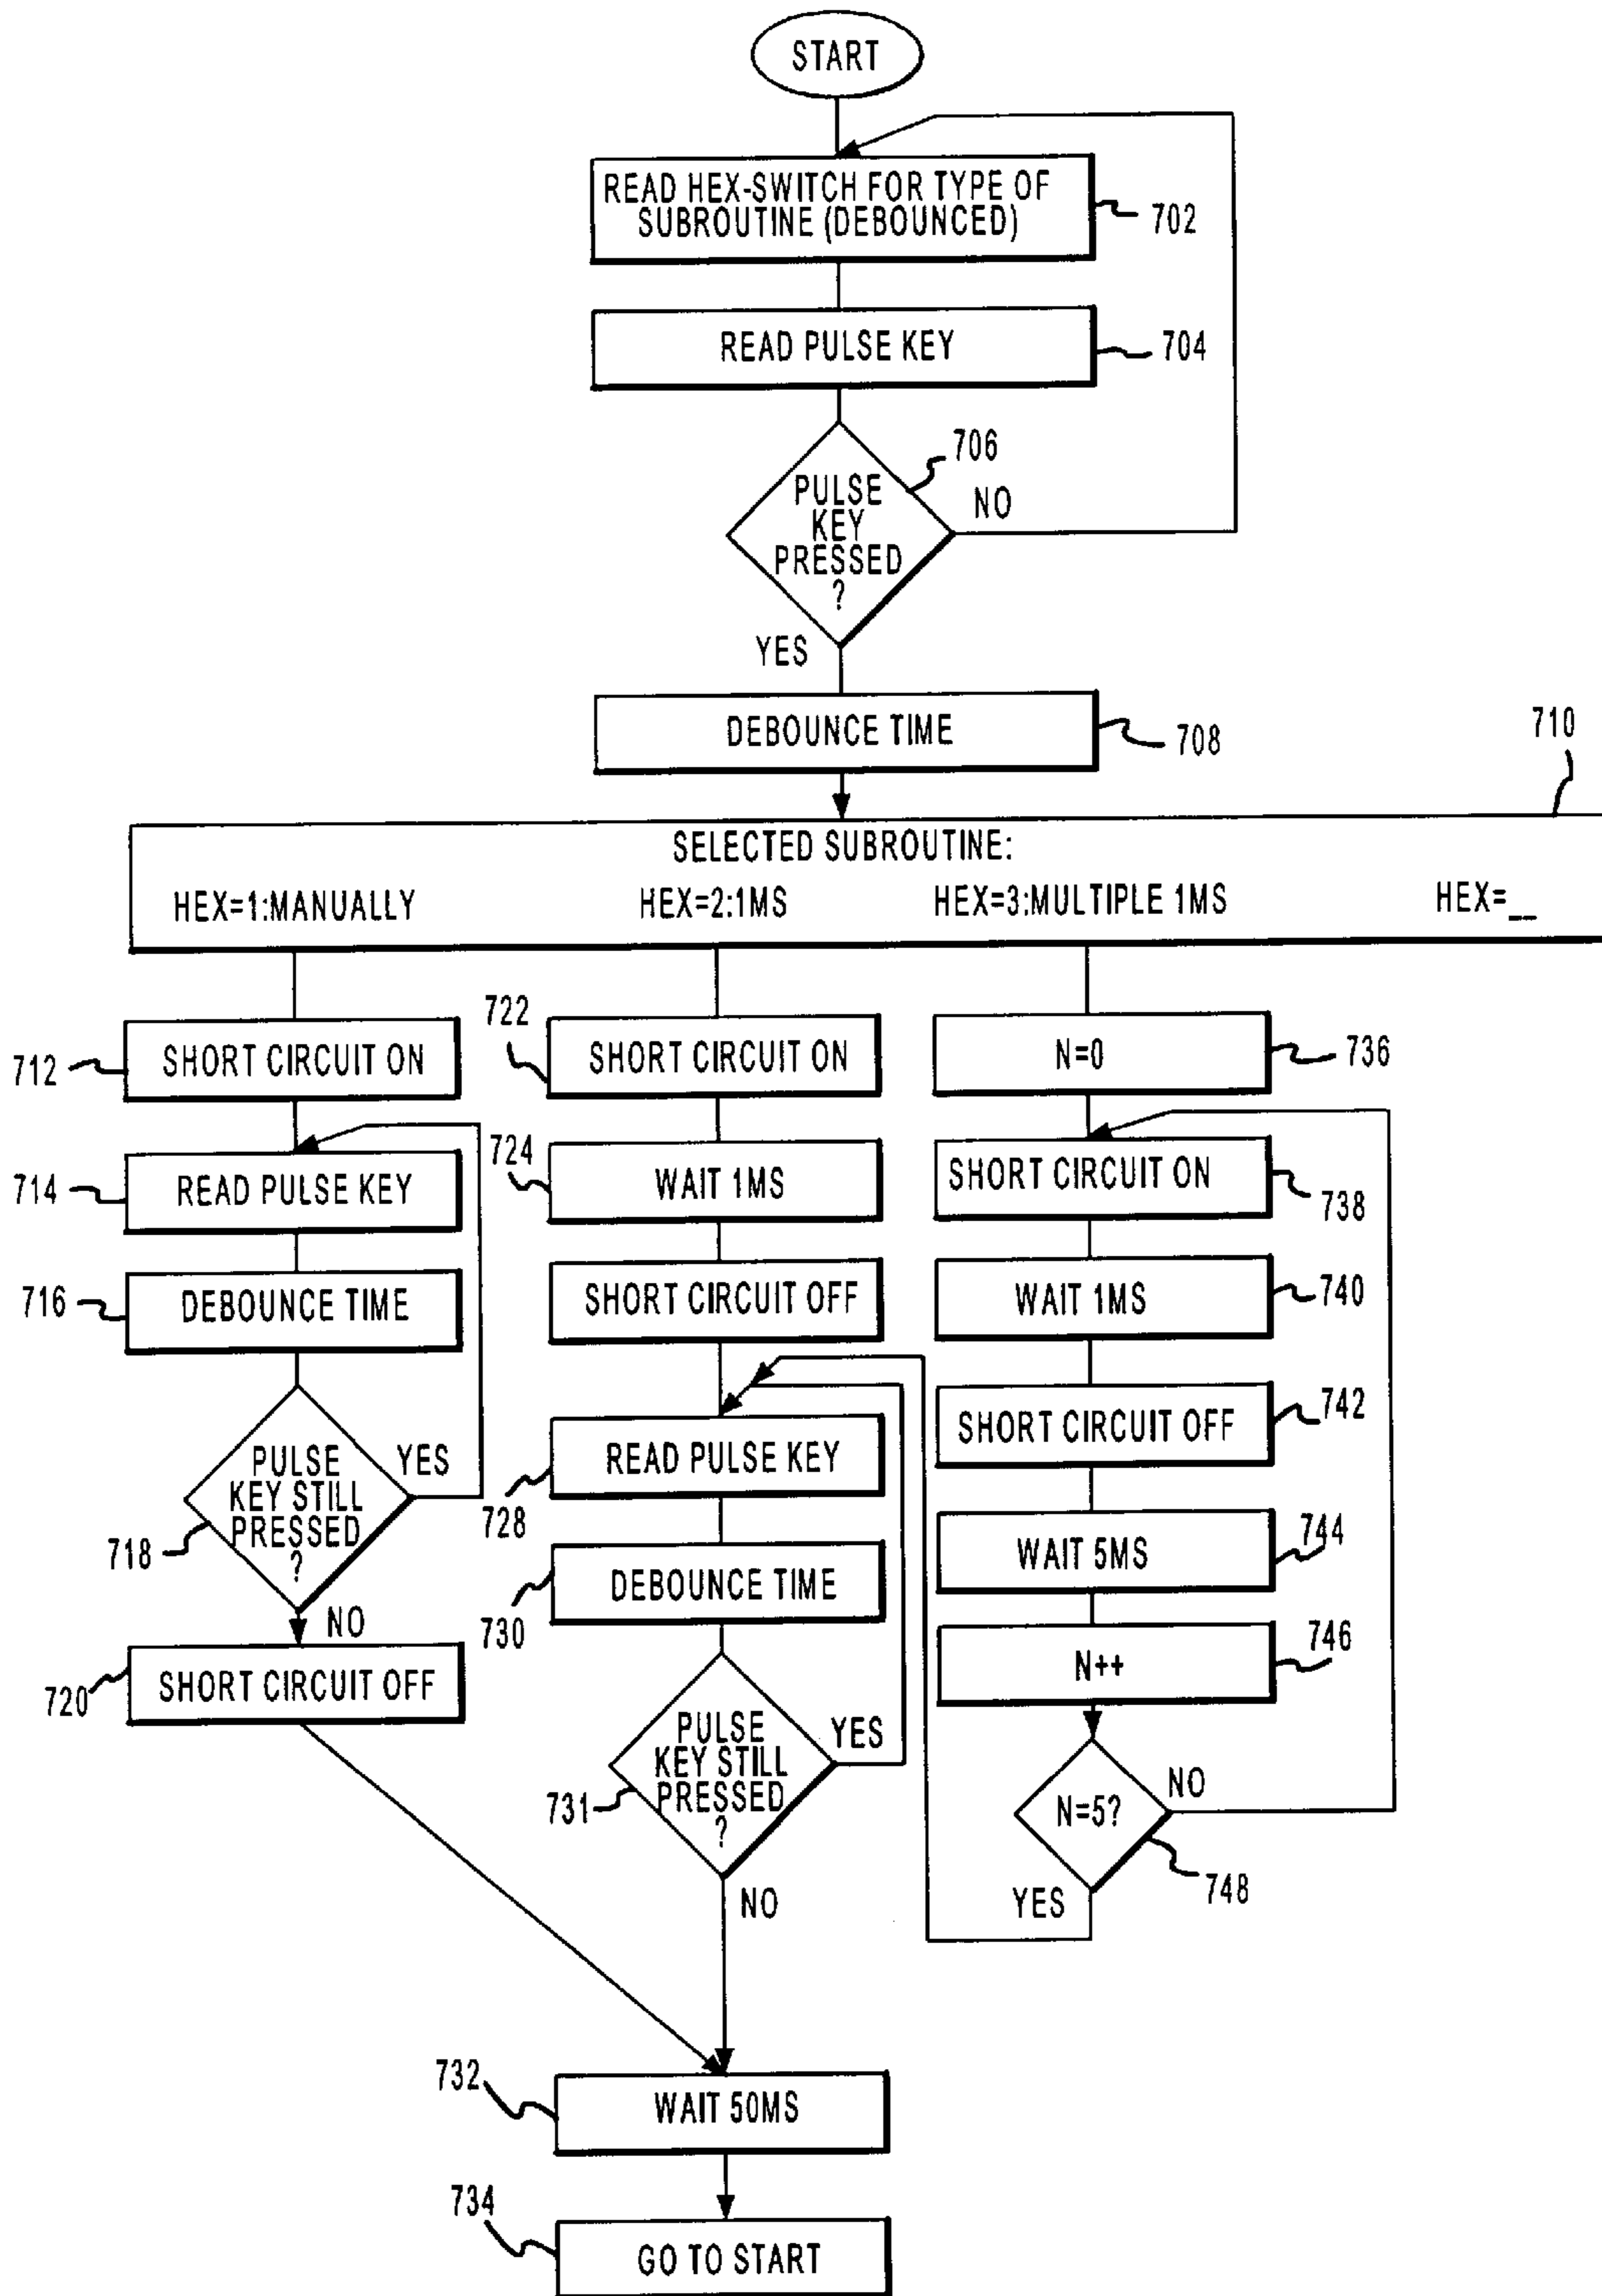 START
READ HEX-SWITCH FOR TYPE OF
SUBROUTINE (DEBOUNCED)
702
READ PULSE KEY
704
706
PULSE
KEY
PRESSED
?
NO
YES
DEBOUNCE TIME
708
710
SELECTED SUBROUTINE:
HEX=1:MANUALLY
HEX=2:1MS
HEX=3:MULTIPLE 1MS
HEX=__
712
SHORT CIRCUIT ON
714
READ PULSE KEY
716
DEBOUNCE TIME
PULSE
KEY STILL
PRESSED
?
YES
718
NO
720
SHORT CIRCUIT OFF
722
SHORT CIRCUIT ON
724
WAIT 1MS
SHORT CIRCUIT OFF
READ PULSE KEY
728
DEBOUNCE TIME
730
PULSE
KEY STILL
PRESSED
?
YES
731
NO
N=0
736
SHORT CIRCUIT ON
738
WAIT 1MS
740
SHORT CIRCUIT OFF
742
WAIT 5MS
744
N++
746
N=5?
NO
748
YES
732
WAIT 50MS
734
GO TO START